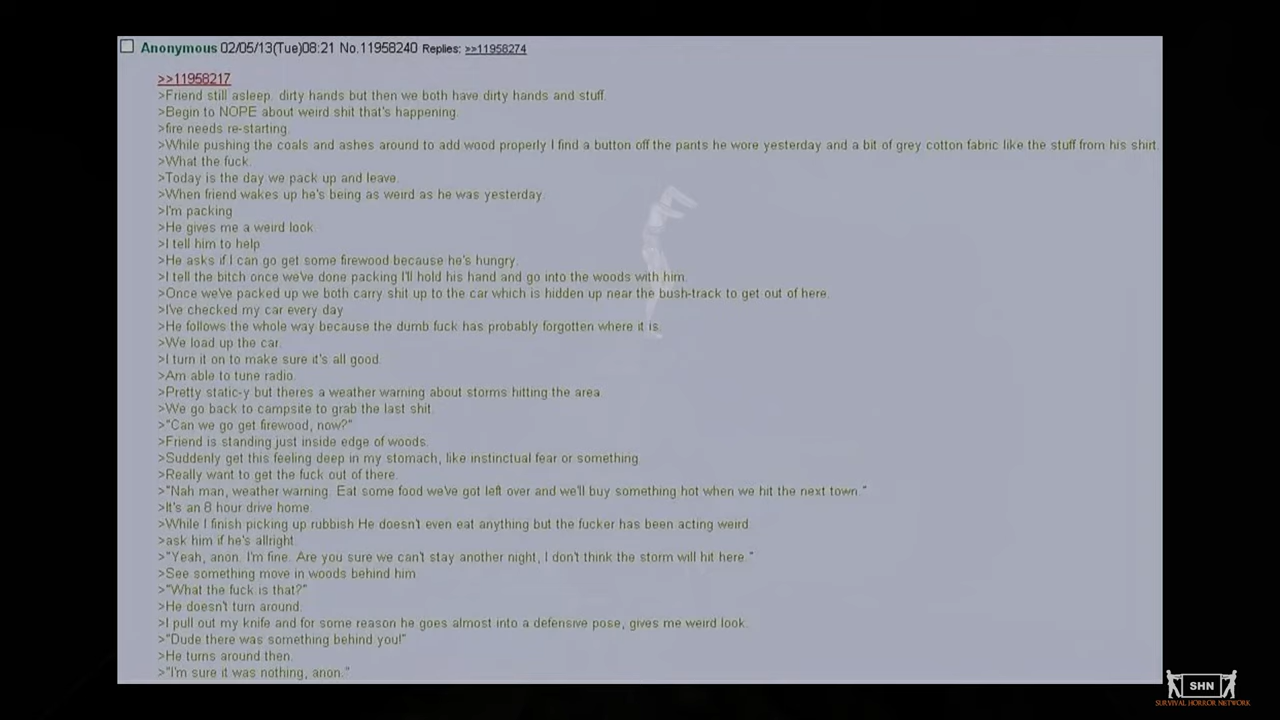 Anonymous 02/05/13(Tue)08:21 No.11958240 Replies: >>11958274
>>11958217
>Friend still asleep. dirty hands but then we both have dirty hands and stuff.
>Begin to NOPE about weird shit that's happening.
>fire needs re-starting.
>While pushing the coals and ashes around to add wood properly I find a button off the pants he wore yesterday and a bit of grey cotton fabric like the stuff from his shirt.
>What the fuck.
>Today is the day we pack up and leave.
>When friend wakes up he's being as weird as he was yesterday.
>I'm packing
>He gives me a weird look
>I tell him to help
>He asks if I can go get some firewood because he's hungry.
>I tell the bitch once we've done packing I'll hold his hand and go into the woods with him.
>Once we've packed up we both carry shit up to the car which is hidden up near the bush-track to get out of here.
>I've checked my car every day
>He follows the whole way because the dumb fuck has probably forgotten where it is.
>We load up the car.
>I turn it on to make sure it's all good.
>Am able to tune radio.
>Pretty static-y but theres a weather warning about storms hitting the area
>We go back to campsite to grab the last shit.
>"Can we go get firewood, now?"
>Friend is standing just inside edge of woods.
>Suddenly get this feeling deep in my stomach, like instinctual fear or something
>Really want to get the fuck out of there.
>"Nah man, weather warning. Eat some food we've got left over and we'll buy something hot when we hit the next town."
>It's an 8 hour drive home.
>While I finish picking up rubbish He doesn't even eat anything but the fucker has been acting weird.
>ask him if he's allright.
>"Yeah, anon. I'm fine. Are you sure we can't stay another night, I don't think the storm will hit here."
>See something move in woods behind him
>"What the fuck is that?"
>He doesn't turn around.
>I pull out my knife and for some reason he goes almost into a defensive pose, gives me weird look.
>"Dude there was something behind you!"
>He turns around then.
>"I'm sure it was nothing, anon."
SHN
SURVIVAL HORROR NETWORK